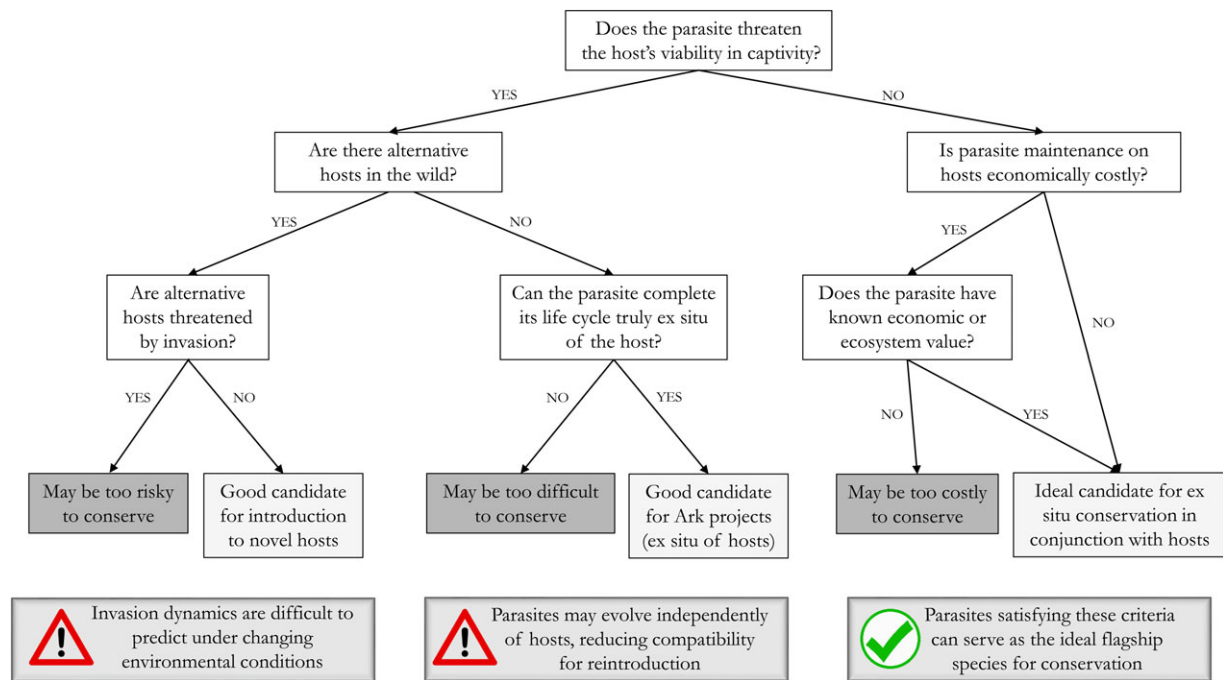 Does the parasite threaten
the host's viability in captivity?
YES
NO
Are there alternative
hosts in the wild?
Is parasite maintenance on
hosts economically costly?
YES
NO
YES
NO
Are alternative
hosts threatened
by invasion?
Can the parasite complete
its life cycle truly ex situ
of the host?
Does the parasite have
known economic or
ecosystem value?
YES
NO
NO
YES
NO
YES
May be too risky
to conserve
Good candidate
for introduction
to novel hosts
May be too difficult
to conserve
Good candidate
for Ark projects
(ex situ of hosts)
May be too costly
to conserve
Ideal candidate for ex
situ conservation in
conjunction with hosts
Invasion dynamics are difficult to
predict under changing
environmental conditions
Parasites may evolve independently
of hosts, reducing compatibility
for reintroduction
Parasites satisfying these criteria
can serve as the ideal flagship
species for conservation